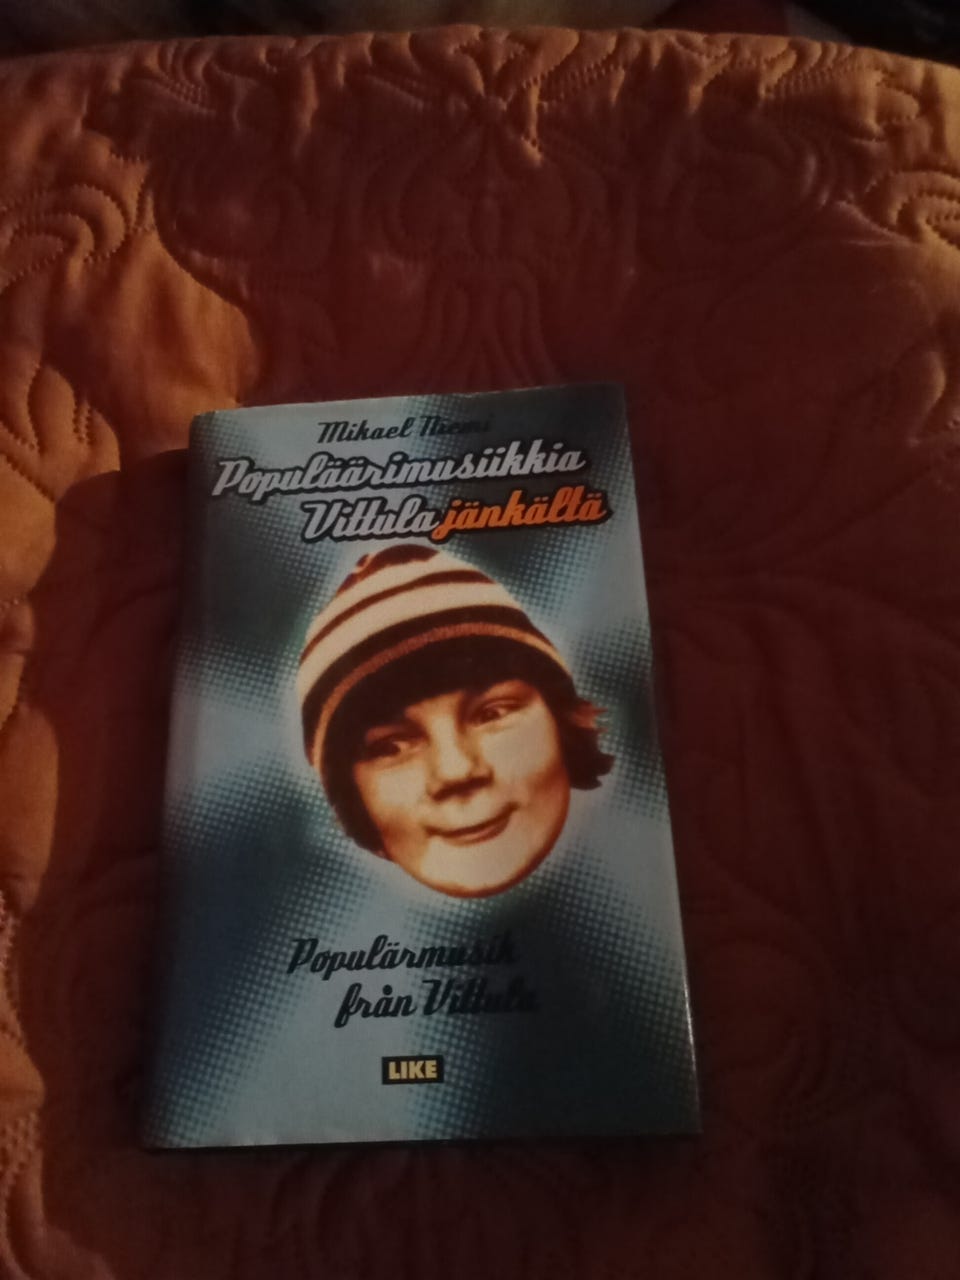 Mikael Niemi
Populäärimusiikkia
Vittulajänkältä
Populärmusik
från Vittula
LIKE